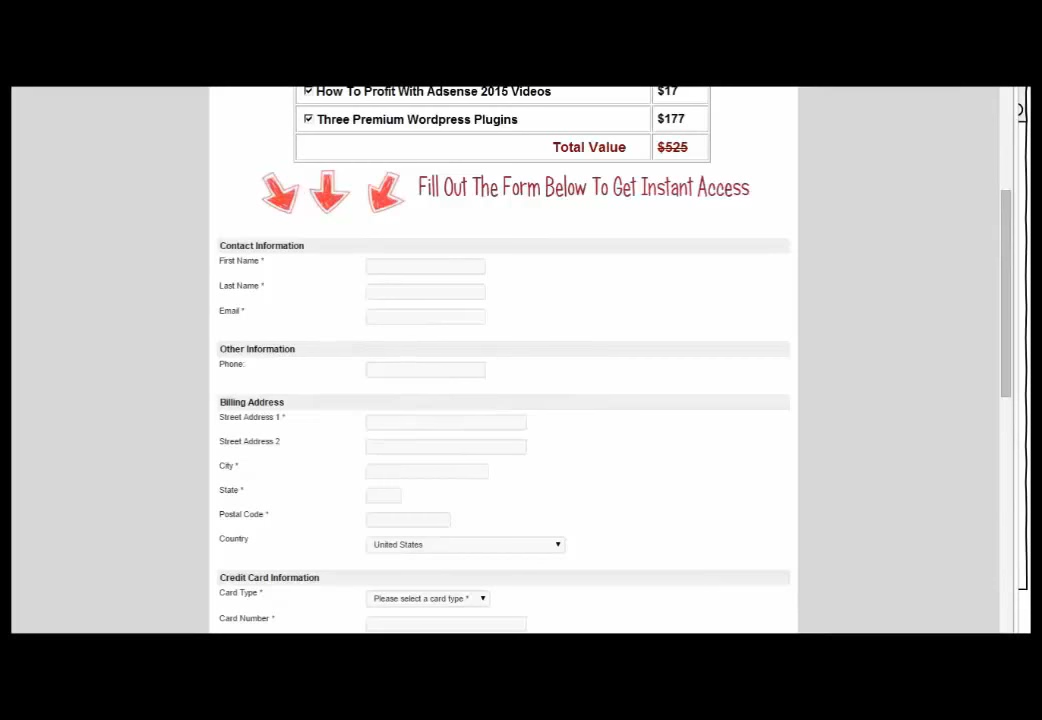 How To Profit With Adsense 2015 Videos $17
Three Premium Wordpress Plugins $177
Total Value $525
Fill Out The Form Below To Get Instant Access
Contact Information
First Name *
Last Name *
Email *
Other Information
Phone:
Billing Address
Street Address 1 *
Street Address 2
City *
State *
Postal Code *
Country United States
Credit Card Information
Card Type * Please select a card type *
Card Number *